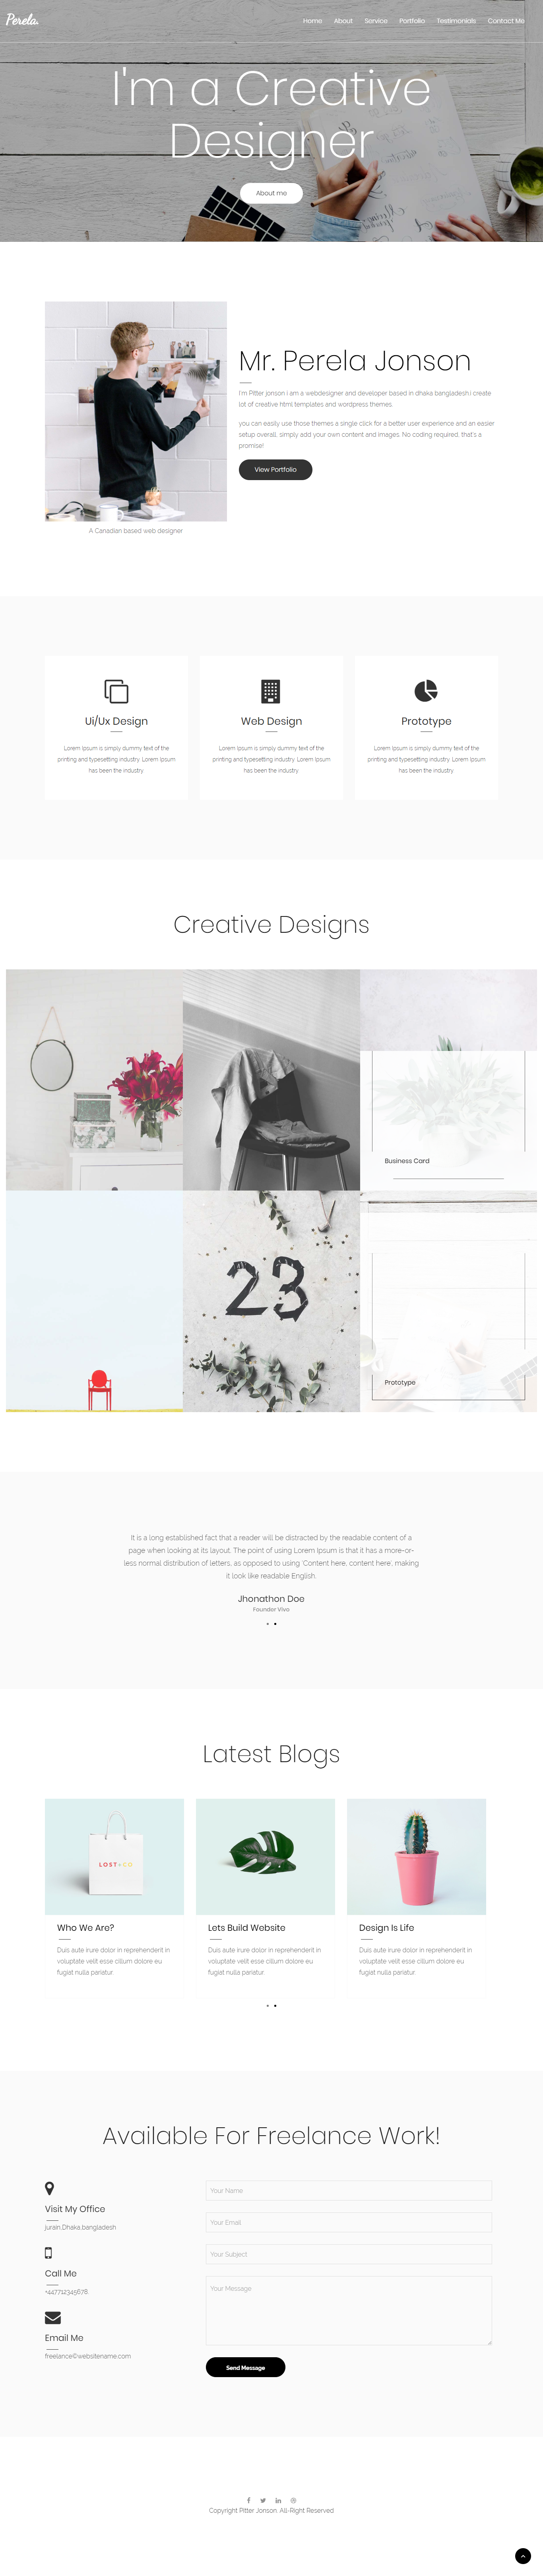 Perela.
Home About Service Portfolio Testimonials Contact Me
I'm a Creative
Designer
About me
Mr. Perela Jonson
I'm Pitter jonson i am a webdesigner and developer based in dhaka bangladesh.i create
lot of creative html templates and wordpress themes.
you can easily use those themes a single click for a better user experience and an easier
setup overall. simply add your own content and images. No coding required, that's a
promise!
View Portfolio
A Canadian based web designer
Ui/Ux Design
Lorem Ipsum is simply dummy text of the
printing and typesetting industry. Lorem Ipsum
has been the industry
Web Design
Lorem Ipsum is simply dummy text of the
printing and typesetting industry. Lorem Ipsum
has been the industry
Prototype
Lorem Ipsum is simply dummy text of the
printing and typesetting industry. Lorem Ipsum
has been the industry
Creative Designs
Business Card
23
Prototype
It is a long established fact that a reader will be distracted by the readable content of a
page when looking at its layout. The point of using Lorem Ipsum is that it has a more-or-
less normal distribution of letters, as opposed to using 'Content here, content here', making
it look like readable English.
Jhonathon Doe
Founder Vivo
Latest Blogs
LOST+CO
Who We Are?
Duis aute irure dolor in reprehenderit in
voluptate velit esse cillum dolore eu
fugiat nulla pariatur.
Lets Build Website
Duis aute irure dolor in reprehenderit in
voluptate velit esse cillum dolore eu
fugiat nulla pariatur.
Design Is Life
Duis aute irure dolor in reprehenderit in
voluptate velit esse cillum dolore eu
fugiat nulla pariatur.
Available For Freelance Work!
Visit My Office
jurain,Dhaka,bangladesh
Call Me
+447712345678.
Email Me
freelance@websitename.com
Your Name
Your Email
Your Subject
Your Message
Send Message
Copyright Pitter Jonson. All-Right Reserved